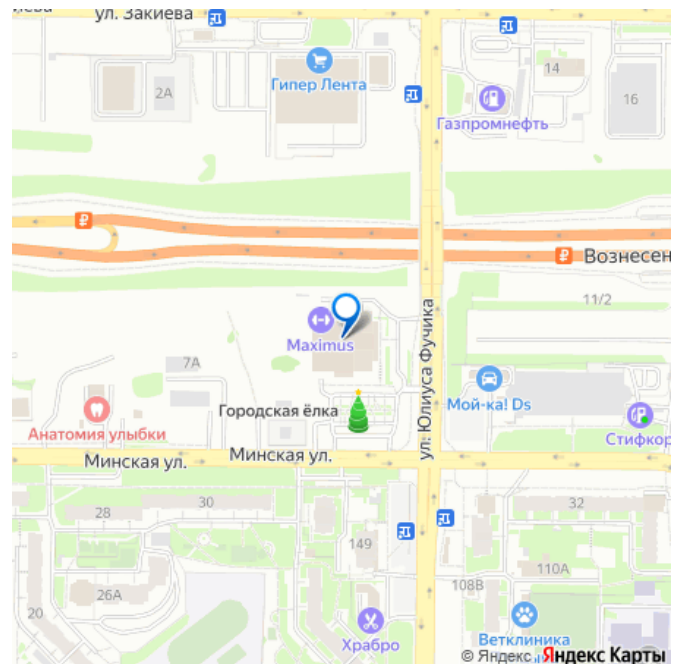 ул. Закиева
Гипер Лента
2А
14
16
Газпромнефть
Вознесен
11/2
ул. Юлиуса Фучика
Maximus
7А
Городская ёлка
Мой-ка! Ds
Анатомия улыбки
Стифкор
Минская ул.
Минская ул.
28
30
32
149
26А
20
110А
108В
Храбро
Ветклиника
© Яндекс Яндекс Карты